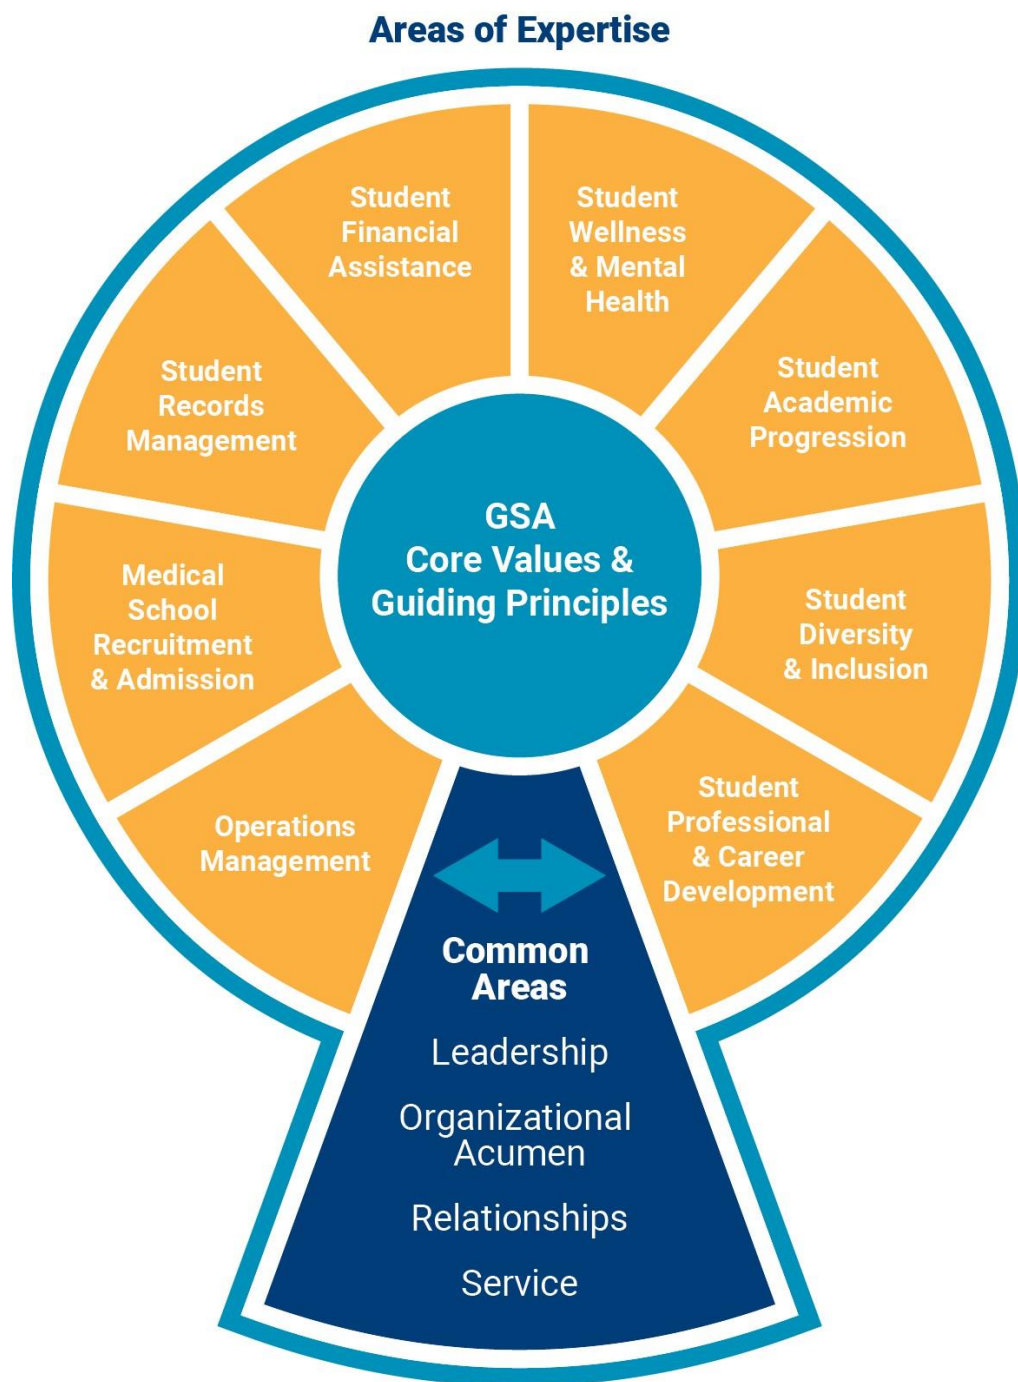 Areas of Expertise
Student
Financial
Assistance
Student
Wellness
& Mental
Health
Student
Records
Management
Student
Academic
Progression
GSA
Core Values &
Guiding Principles
Medical
School
Recruitment
& Admission
Student
Diversity
& Inclusion
Operations
Management
Student
Professional
& Career
Development
Common
Areas
Leadership
Organizational
Acumen
Relationships
Service